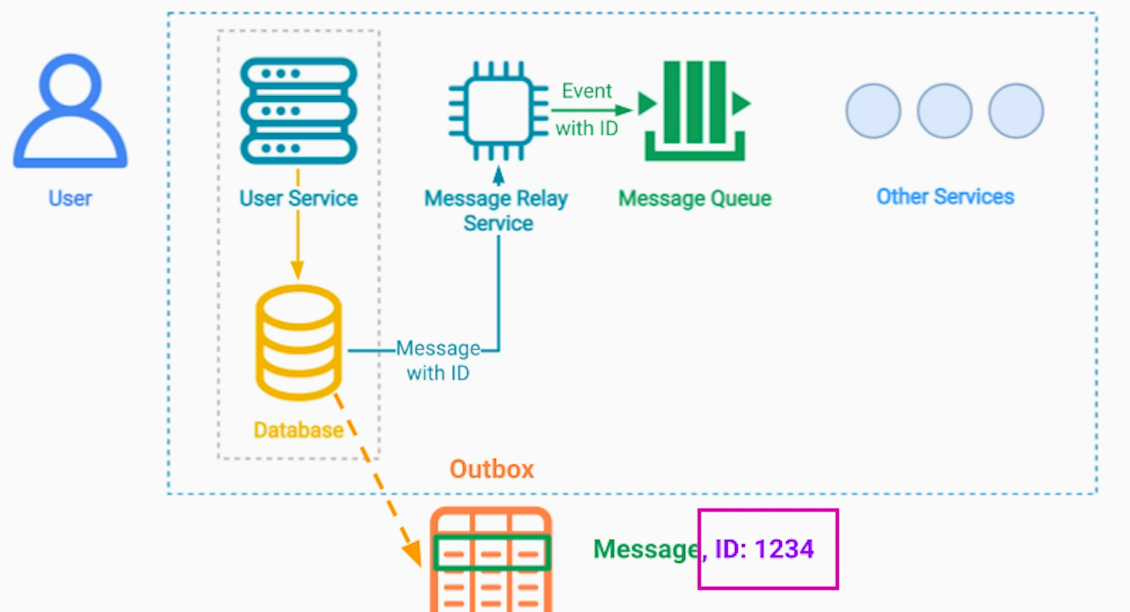 Event
with ID
User
User Service
Message Relay
Service
Message Queue
Other Services
Message
with ID
Database
Outbox
Message, ID: 1234